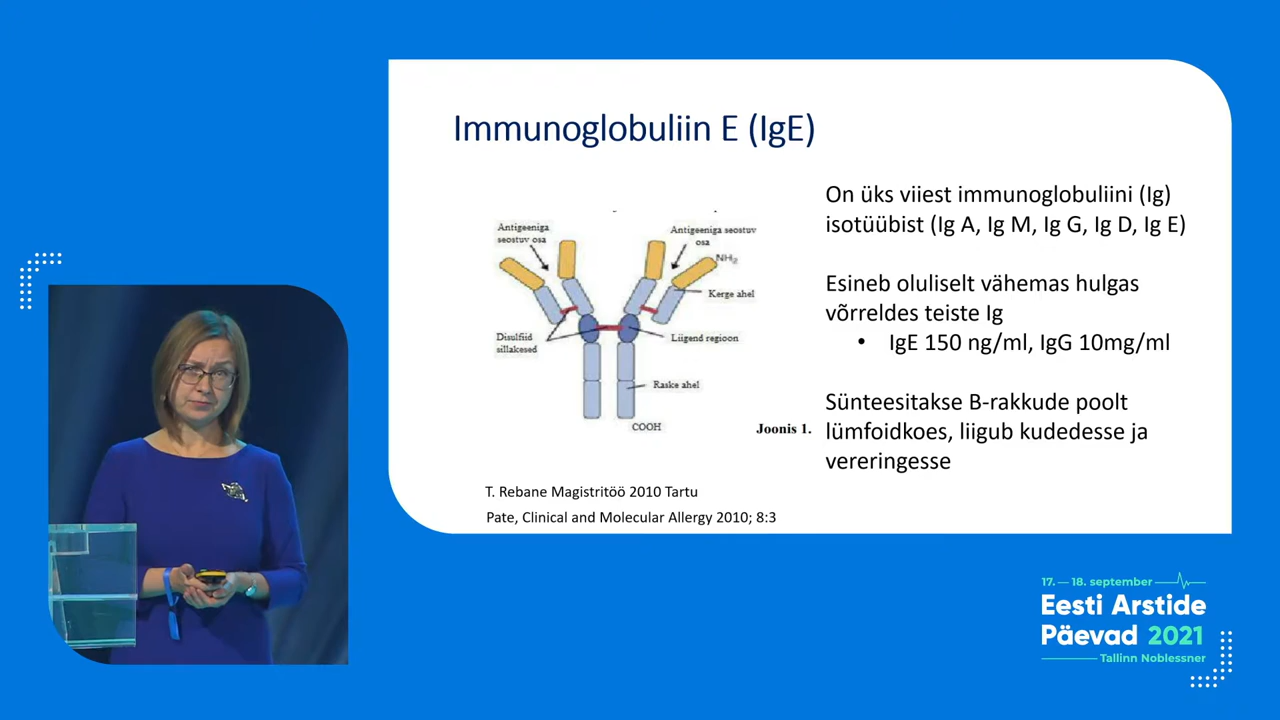 Immunoglobuliin E (IgE)
Antigeeniga
seostuv osa
Antigeeniga seostuv
osa
NH₂
Kerge ahel
Disulfiid
sillakesed
Liigend regioon
Raske ahel
COOH
Joonis 1.
T. Rebane Magistritöö 2010 Tartu
Pate, Clinical and Molecular Allergy 2010; 8:3
On üks viiest immunoglobuliini (Ig)
isotüübist (Ig A, Ig M, Ig G, Ig D, Ig E)
Esineb oluliselt vähemas hulgas
võrreldes teiste Ig
• IgE 150 ng/ml, IgG 10mg/ml
Sünteesitakse B-rakkude poolt
lümfoidkoes, liigub kudedesse ja
vereringesse
17. — 18. september
Eesti Arstide
Päevad 2021
Tallinn Noblessner